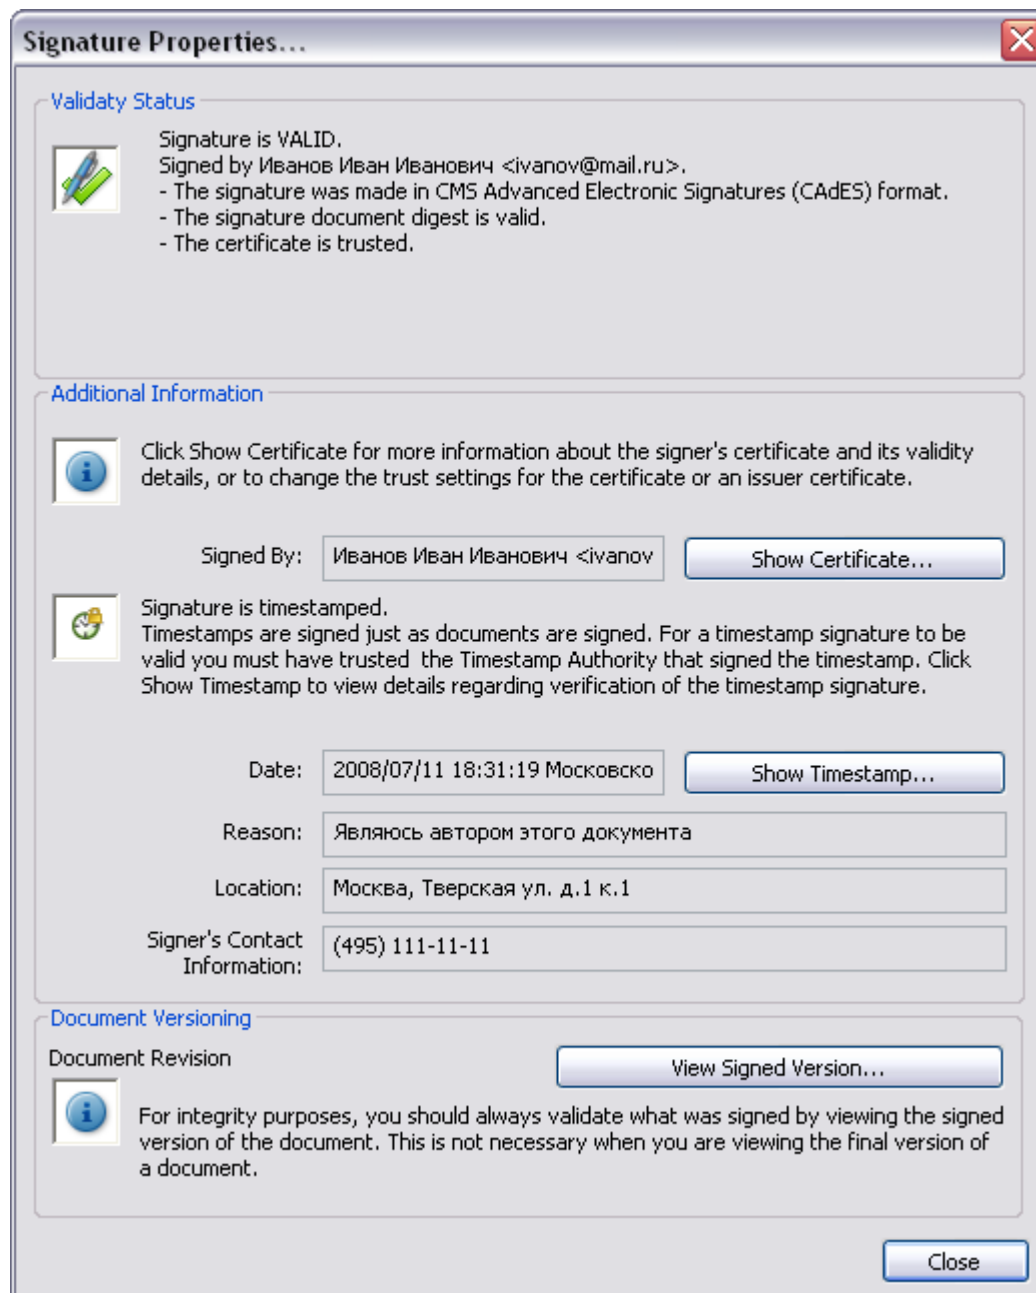 Signature Properties...
Validaty Status
Signature is VALID.
Signed by Иванов Иван Иванович <ivanov@mail.ru>.
- The signature was made in CMS Advanced Electronic Signatures (CAdES) format.
- The signature document digest is valid.
- The certificate is trusted.
Additional Information
Click Show Certificate for more information about the signer's certificate and its validity
details, or to change the trust settings for the certificate or an issuer certificate.
Signed By: Иванов Иван Иванович <ivanov Show Certificate...
Signature is timestamped.
Timestamps are signed just as documents are signed. For a timestamp signature to be
valid you must have trusted the Timestamp Authority that signed the timestamp. Click
Show Timestamp to view details regarding verification of the timestamp signature.
Date: 2008/07/11 18:31:19 Московско Show Timestamp...
Reason: Являюсь автором этого документа
Location: Москва, Тверская ул. д.1 к.1
Signer's Contact
Information: (495) 111-11-11
Document Versioning
Document Revision View Signed Version...
For integrity purposes, you should always validate what was signed by viewing the signed
version of the document. This is not necessary when you are viewing the final version of
a document.
Close